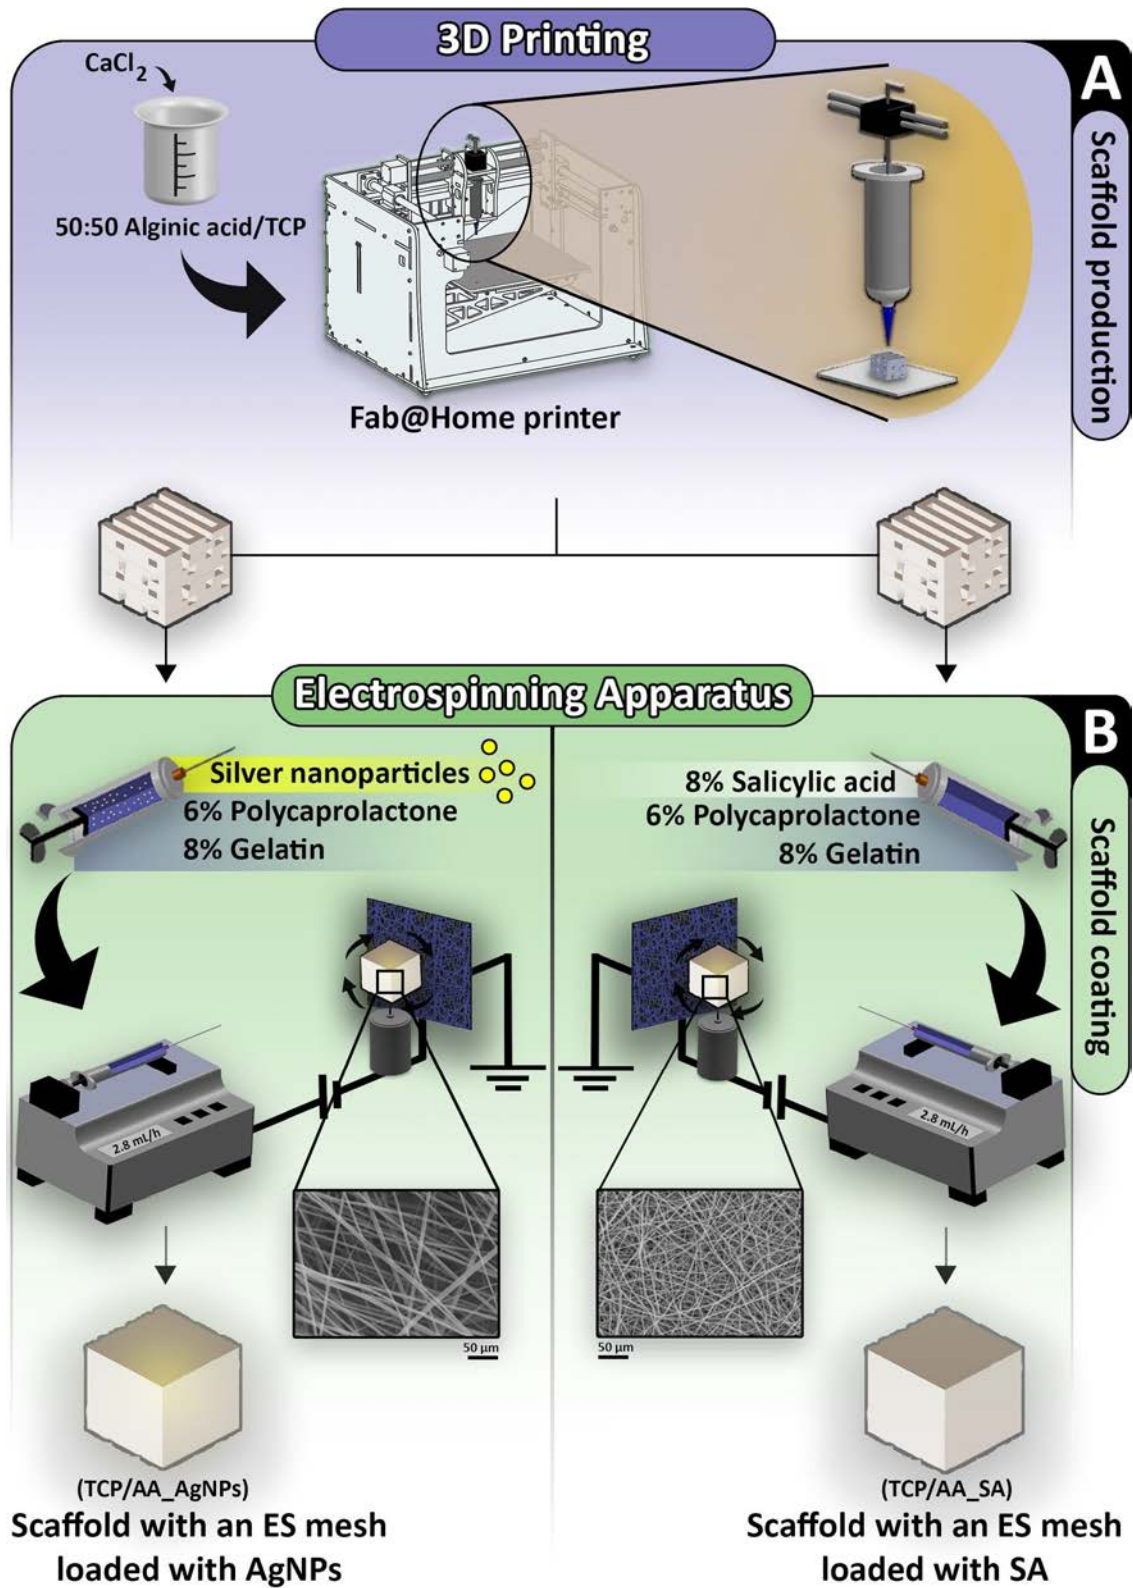 3D Printing
A
Scaffold production
CaCl2
50:50 Alginic acid/TCP
Fab@Home printer
Electrospinning Apparatus
B
Scaffold coating
Silver nanoparticles
6% Polycaprolactone
8% Gelatin
8% Salicylic acid
6% Polycaprolactone
8% Gelatin
2.8 mL/h
2.8 mL/h
50 µm
50 µm
(TCP/AA_AgNPs)
Scaffold with an ES mesh
loaded with AgNPs
(TCP/AA_SA)
Scaffold with an ES mesh
loaded with SA